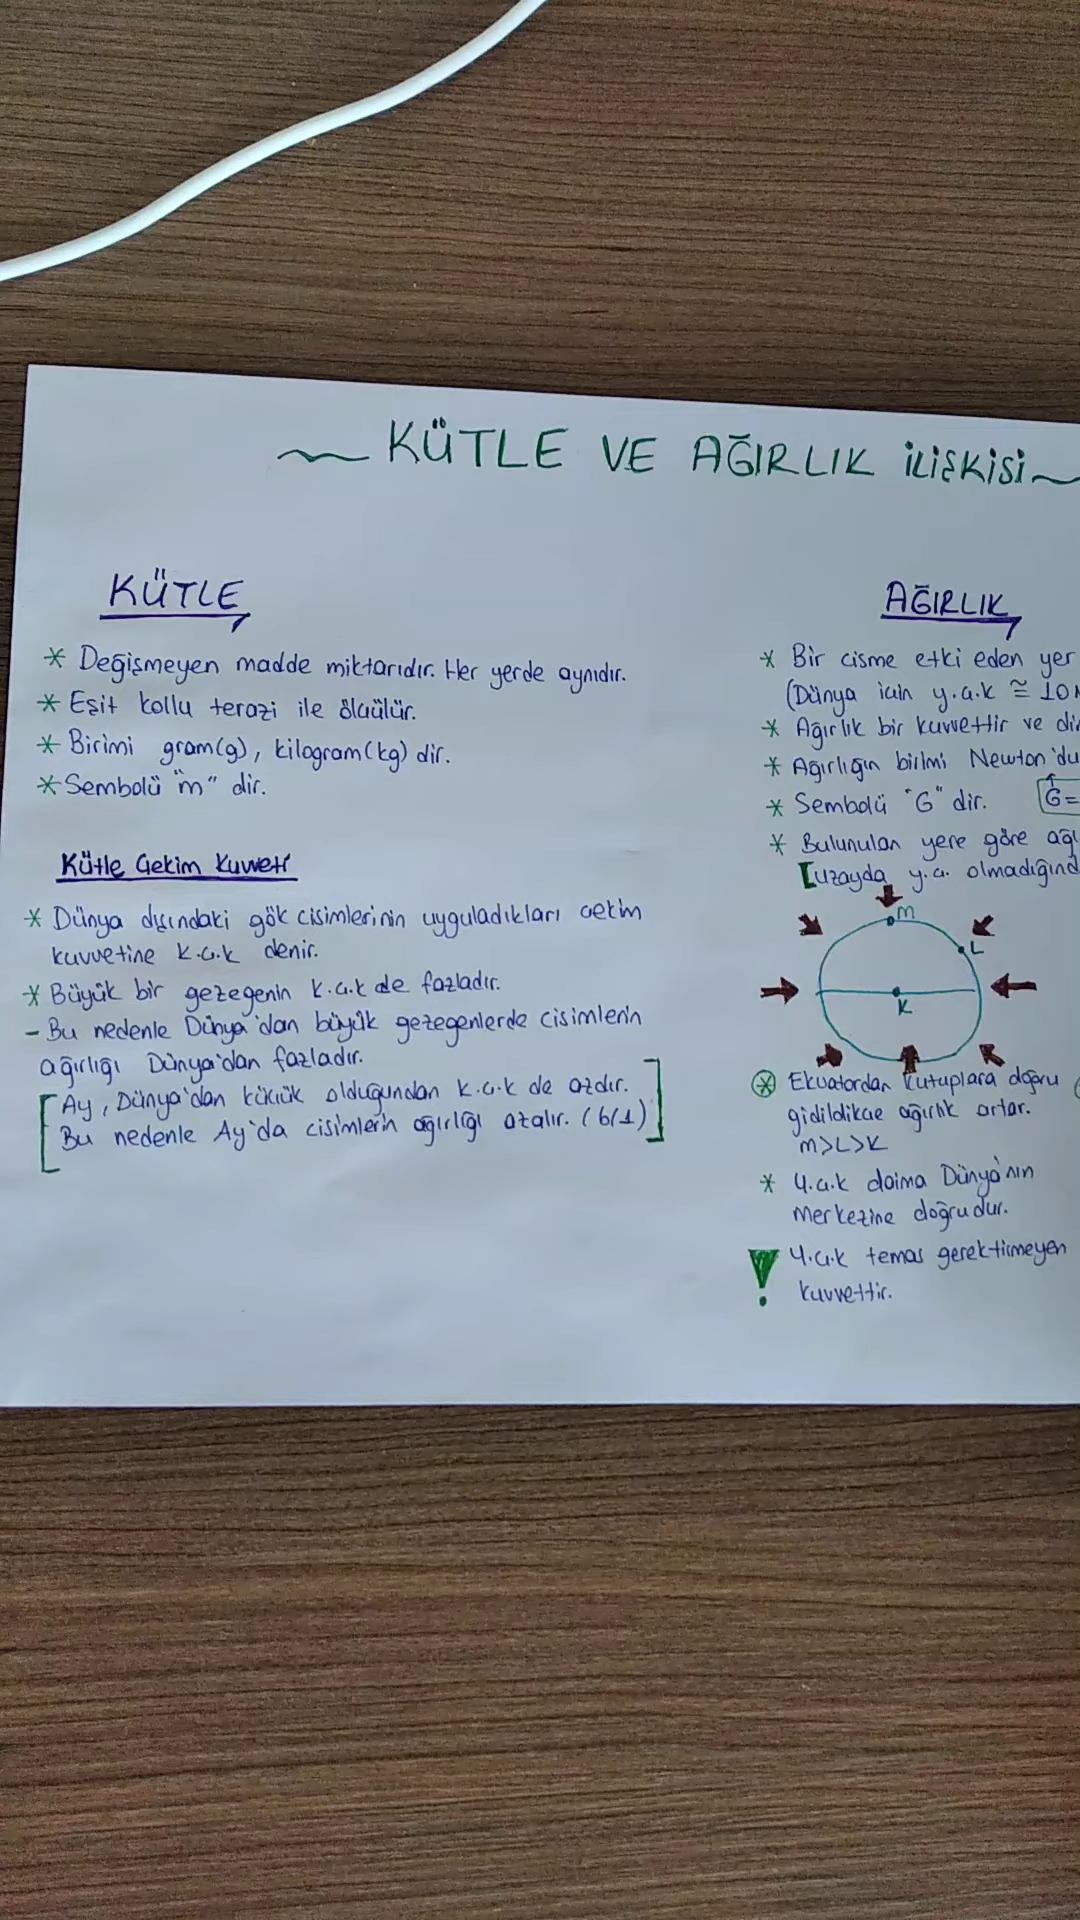 KÜTLE VE AĞIRLIK İLİŞKİSİ
KÜTLE
* Değişmeyen madde miktarıdır. Her yerde aynıdır.
* Eşit kollu terazi ile ölçülür.
* Birimi gram(g), kilogram(kg) dir.
* Sembolü "m" dir.
Kütle Çekim Kuvveti
* Dünya dışındaki gök cisimlerinin uyguladıkları çekim
kuvvetine k.ç.k denir.
* Büyük bir gezegenin k.ç.k de fazladır.
- Bu nedenle Dünya'dan büyük gezegenlerde cisimlerin
ağırlığı Dünya'dan fazladır.
[Ay, Dünya'dan küçük olduğundan k.ç.k de azdır.
Bu nedenle Ay'da cisimlerin ağırlığı azalır. (6/1)]
AĞIRLIK
* Bir cisme etki eden yer
(Dünya için y.ç.k ≅ 10
* Ağırlık bir kuvvettir ve
* Ağırlığın birimi Newton'du
* Sembolü "G" dir. G=
* Bulunulan yere göre
[Uzayda y.ç. olmadığınd
m
L
K
* Ekvatordan kutuplara doğru
gidildikçe ağırlık artar.
m>L>K
* Y.ç.k daima Dünya'nın
merkezine doğrudur.
! Y.ç.k temas gerektirmeyen
kuvvettir.